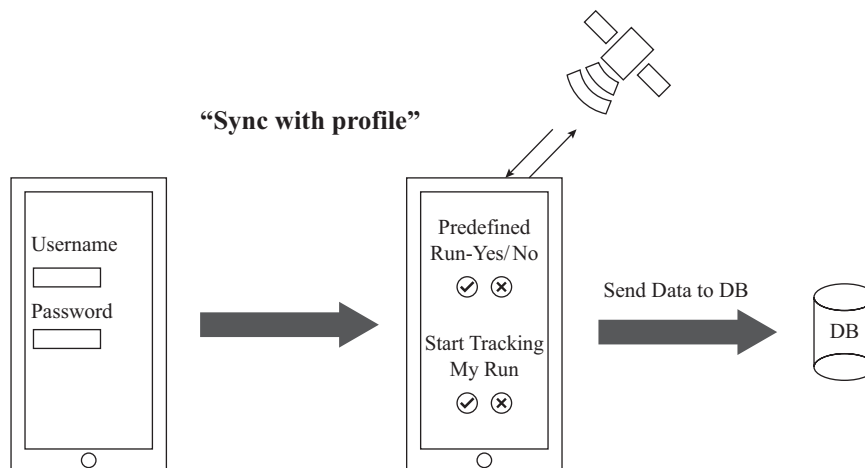 “Sync with profile”
Username
Password
Predefined
Run-Yes/No
Start Tracking
My Run
Send Data to DB
DB